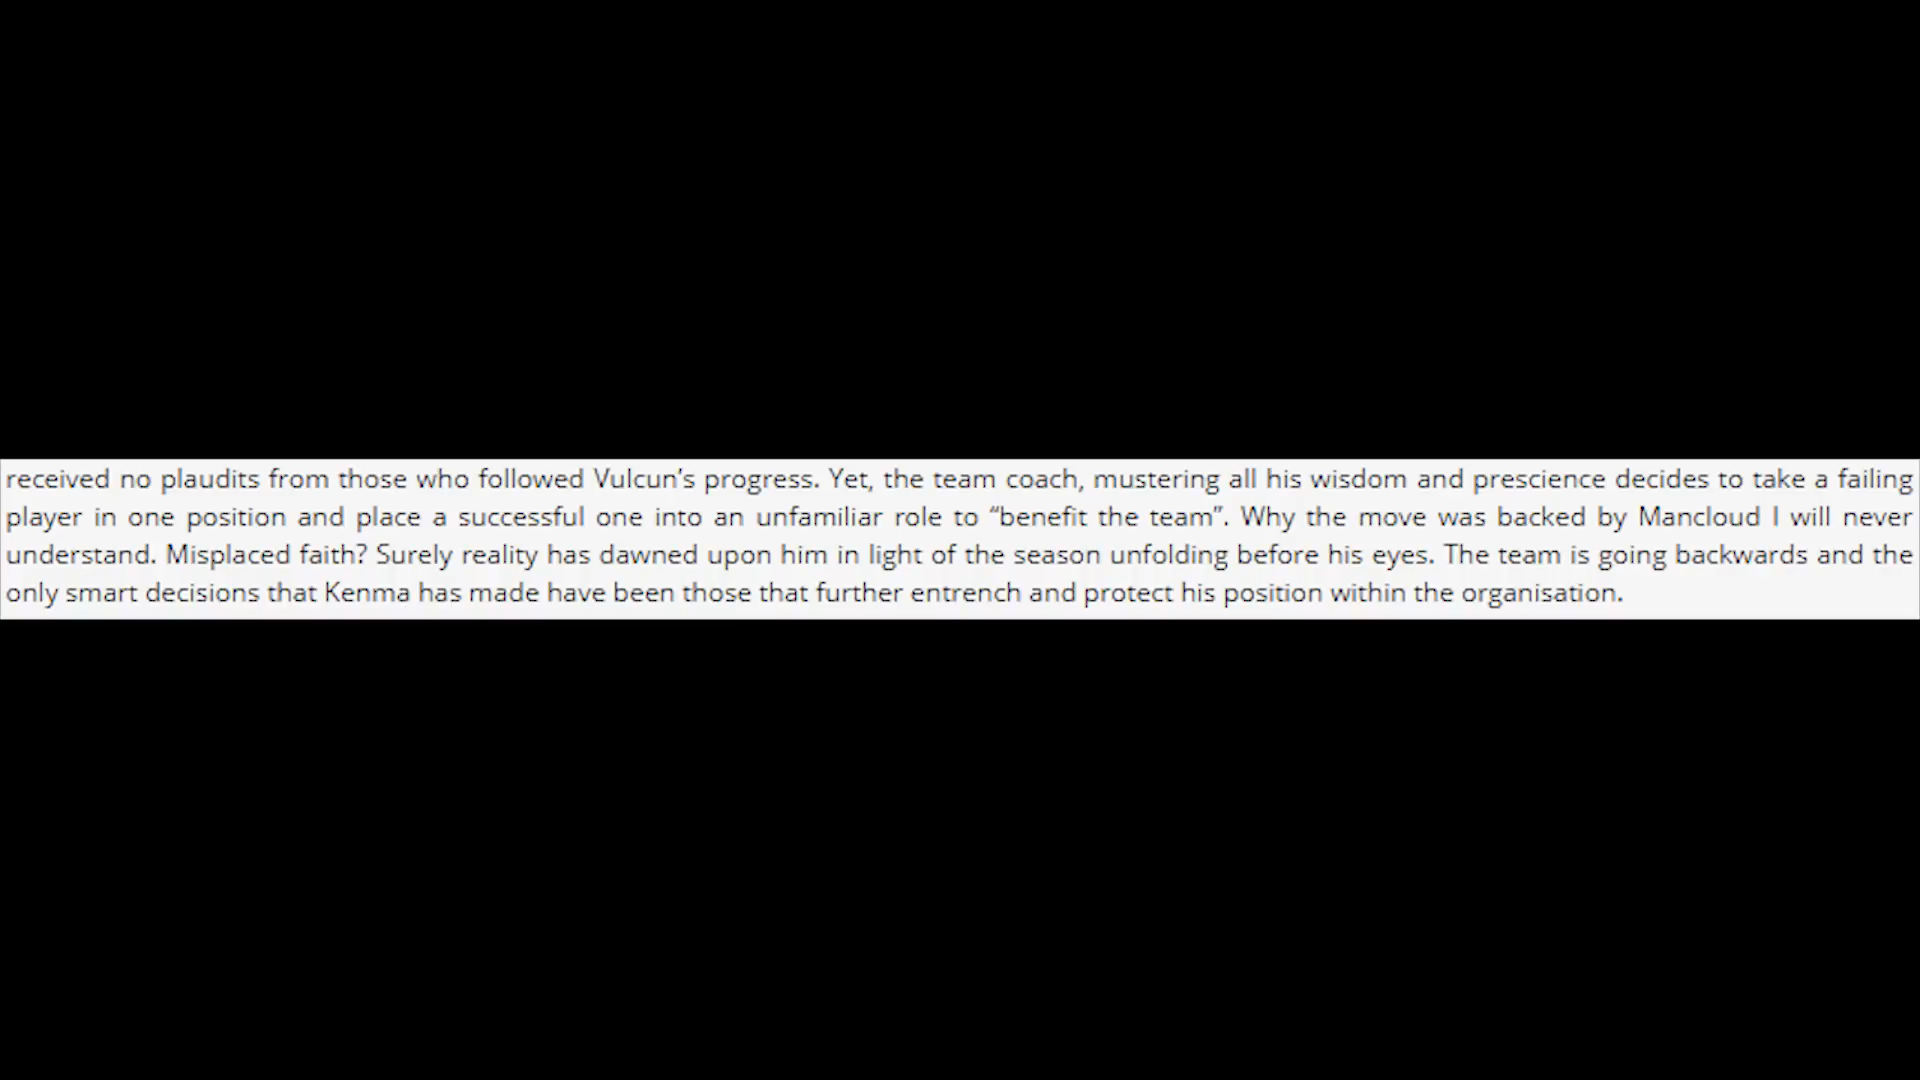 received no plaudits from those who followed Vulcun’s progress. Yet, the team coach, mustering all his wisdom and prescience decides to take a failing
player in one position and place a successful one into an unfamiliar role to “benefit the team”. Why the move was backed by Mancloud I will never
understand. Misplaced faith? Surely reality has dawned upon him in light of the season unfolding before his eyes. The team is going backwards and the
only smart decisions that Kenma has made have been those that further entrench and protect his position within the organisation.